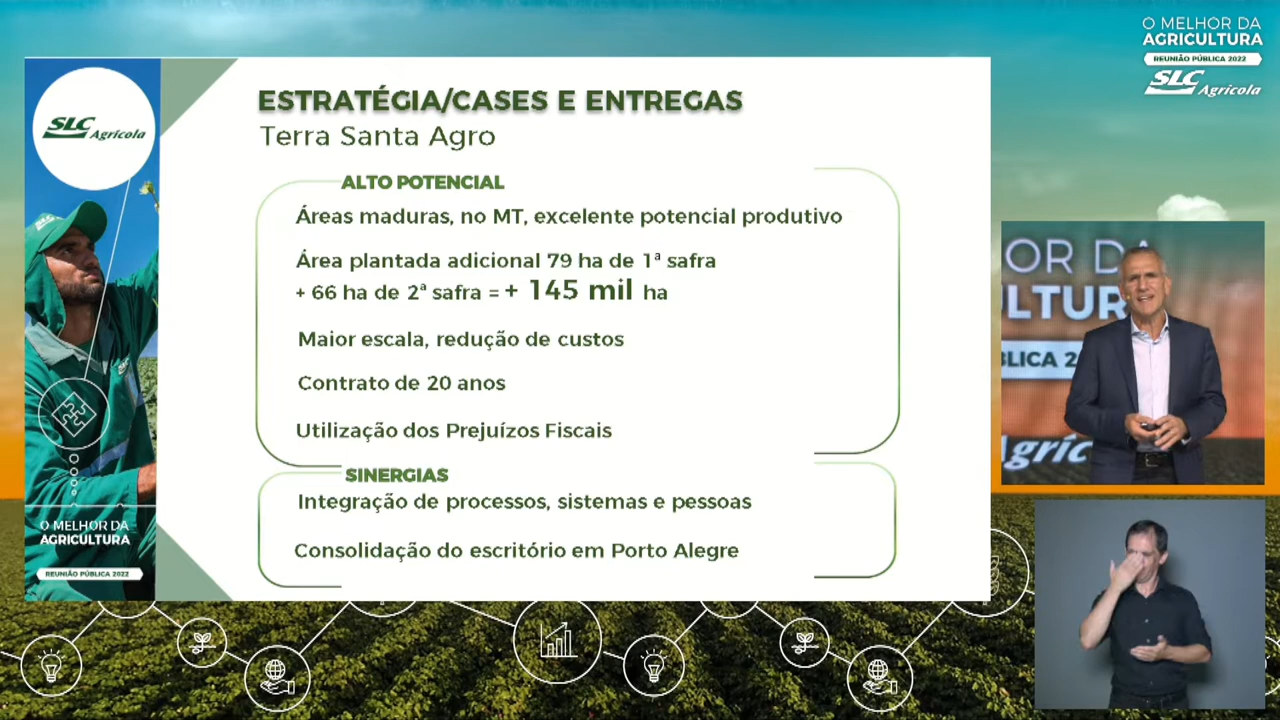 O MELHOR DA
AGRICULTURA
REUNIÃO PÚBLICA 2022
SLC Agrícola
SLC Agrícola
ESTRATÉGIA/CASES E ENTREGAS
Terra Santa Agro
ALTO POTENCIAL
Áreas maduras, no MT, excelente potencial produtivo
Área plantada adicional 79 ha de 1ª safra
+ 66 ha de 2ª safra = + 145 mil ha
Maior escala, redução de custos
Contrato de 20 anos
Utilização dos Prejuízos Fiscais
SINERGIAS
Integração de processos, sistemas e pessoas
Consolidação do escritório em Porto Alegre
O MELHOR DA
AGRICULTURA
REUNIÃO PÚBLICA 2022